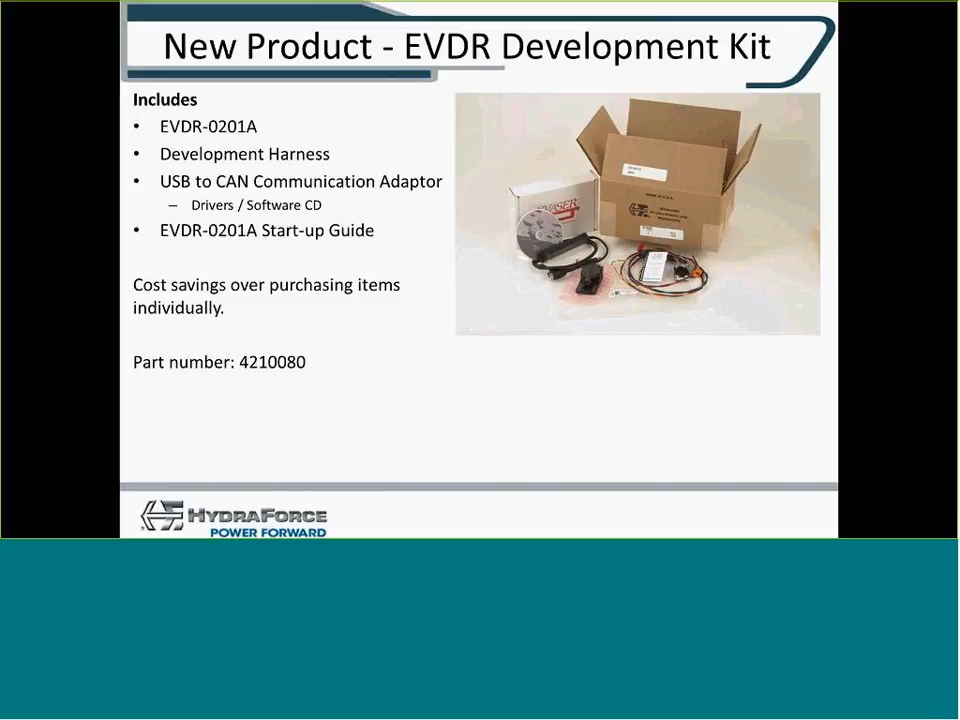 New Product - EVDR Development Kit
Includes
• EVDR-0201A
• Development Harness
• USB to CAN Communication Adaptor
– Drivers / Software CD
• EVDR-0201A Start-up Guide
Cost savings over purchasing items
individually.
Part number: 4210080
HYDRAFORCE
POWER FORWARD